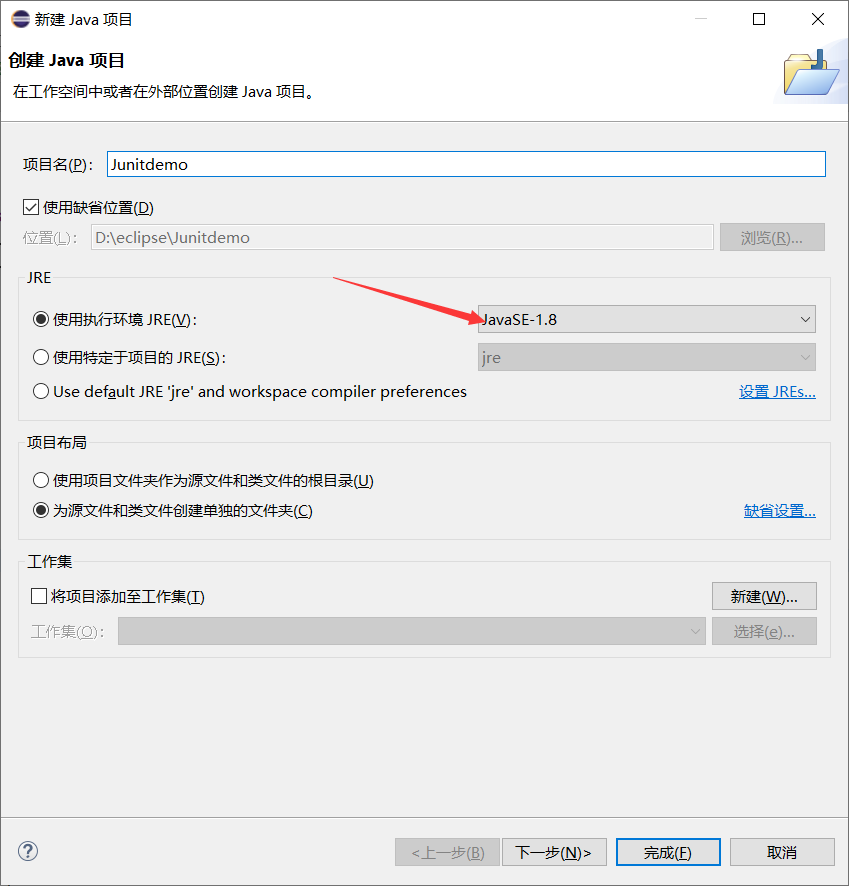 新建 Java 项目
创建 Java 项目
在工作空间中或者在外部位置创建 Java 项目。
项目名(P)： Junitdemo
使用缺省位置(D)
位置(L)： D:\eclipse\Junitdemo 浏览(R)...
JRE
使用执行环境 JRE(V)： JavaSE-1.8
使用特定于项目的 JRE(S)： jre
Use default JRE 'jre' and workspace compiler preferences 设置 JREs...
项目布局
使用项目文件夹作为源文件和类文件的根目录(U)
为源文件和类文件创建单独的文件夹(C) 缺省设置...
工作集
将项目添加至工作集(T) 新建(W)...
工作集(O)： 选择(e)...
? <上一步(B) 下一步(N)> 完成(F) 取消